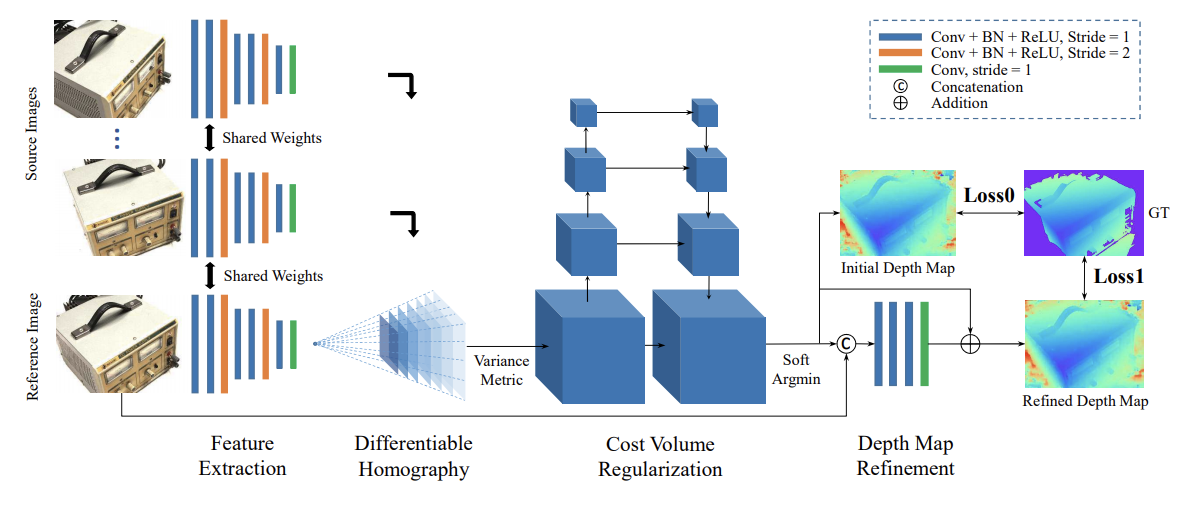 Source Images
Reference Image
Shared Weights
Shared Weights
Variance
Metric
Soft
Argmin
Conv + BN + ReLU, Stride = 1
Conv + BN + ReLU, Stride = 2
Conv, stride = 1
C
Concatenation
Addition
Loss0
GT
Initial Depth Map
Loss1
C
Refined Depth Map
Feature
Extraction
Differentiable
Homography
Cost Volume
Regularization
Depth Map
Refinement